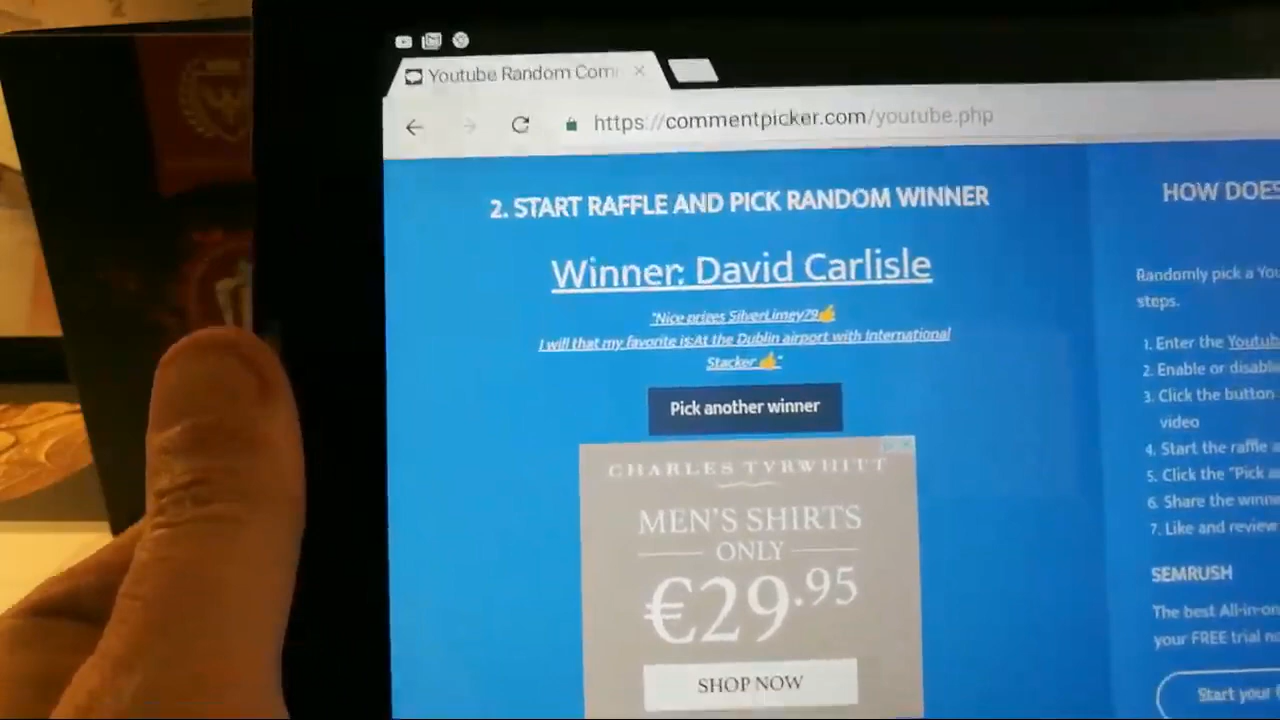 Youtube Random Com
https://commentpicker.com/youtube.php
2. START RAFFLE AND PICK RANDOM WINNER
Winner: David Carlisle
"Nice prizes SilverLimey79👍
I will that my favorite is:At the Dublin airport with International
Stacker 👍"
Pick another winner
CHARLES TYRWHITT
MEN'S SHIRTS
ONLY
€29.95
SHOP NOW
HOW DOES
Randomly pick a You
steps.
1. Enter the Youtub
2. Enable or disabl
3. Click the button
video
4. Start the raffle
5. Click the "Pick
6. Share the winn
7. Like and review
SEMRUSH
The best All-in-on
your FREE trial
Start your